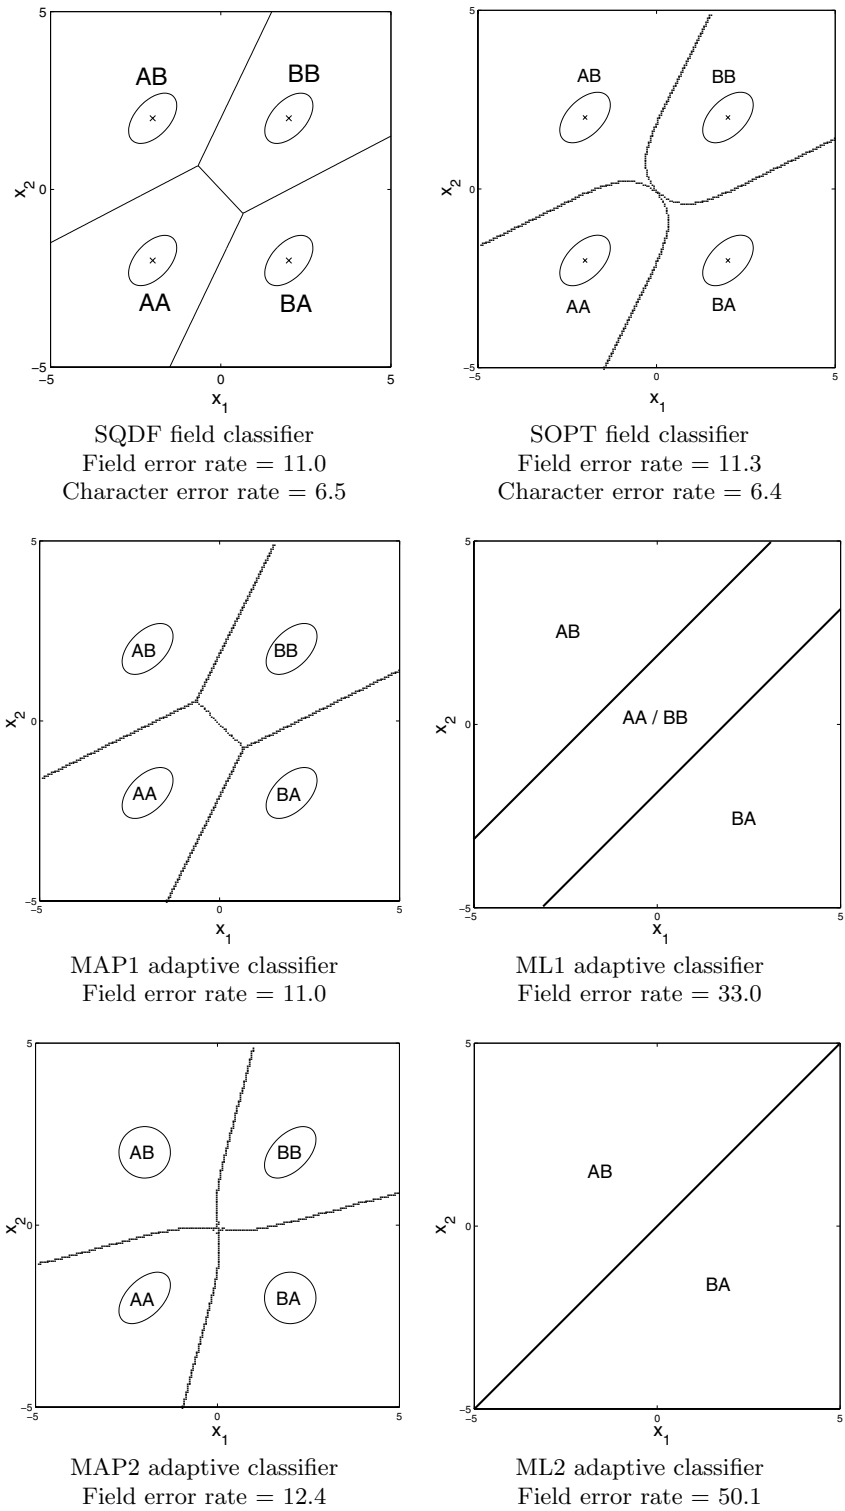 5
AB
BB
x2
0
AA
BA
−5
−5
0
5
x1
SQDF field classifier
Field error rate = 11.0
Character error rate = 6.5
5
AB
BB
x2
0
AA
BA
−5
−5
0
5
x1
SOPT field classifier
Field error rate = 11.3
Character error rate = 6.4
5
AB
BB
x2
0
AA
BA
−5
−5
0
5
x1
MAP1 adaptive classifier
Field error rate = 11.0
5
AB
AA / BB
x2
0
BA
−5
−5
0
5
x1
ML1 adaptive classifier
Field error rate = 33.0
5
AB
BB
x2
0
AA
BA
−5
−5
0
5
x1
MAP2 adaptive classifier
Field error rate = 12.4
5
AB
x2
0
BA
−5
−5
0
5
x1
ML2 adaptive classifier
Field error rate = 50.1